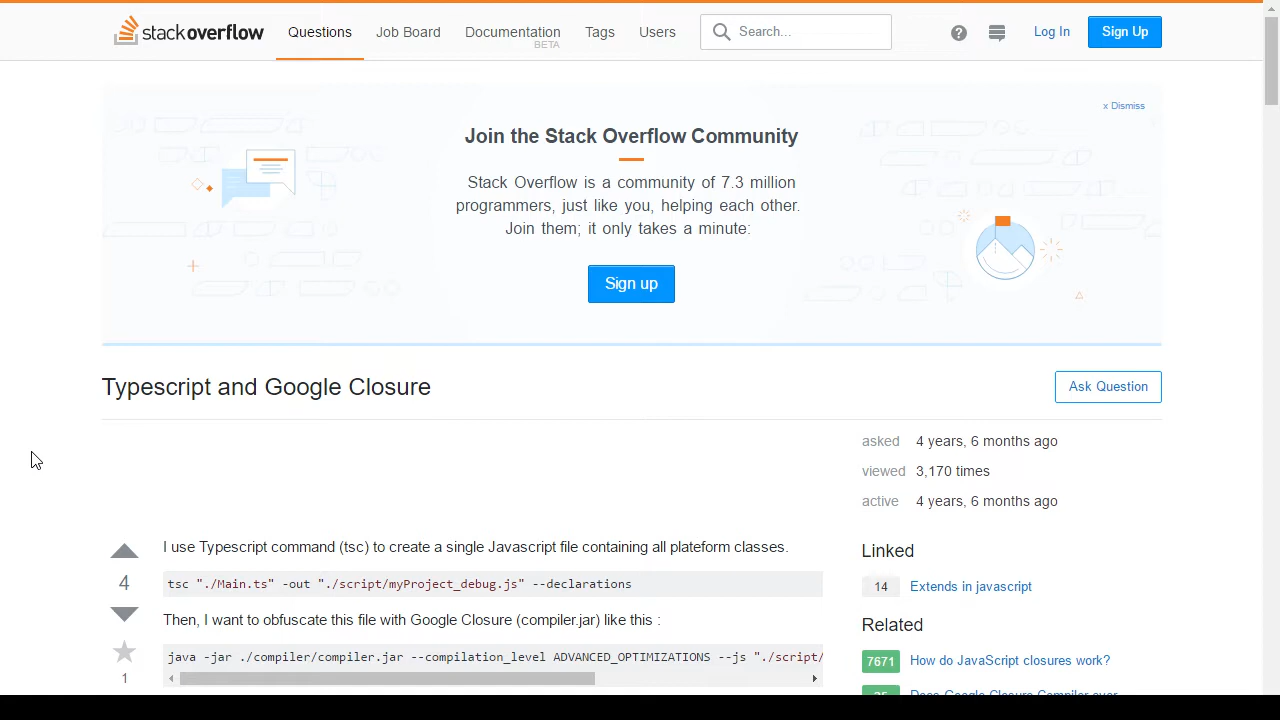 stackoverflow Questions Job Board Documentation Tags Users Search... Log In Sign Up
BETA
x Dismiss
Join the Stack Overflow Community
Stack Overflow is a community of 7.3 million
programmers, just like you, helping each other.
Join them; it only takes a minute:
Sign up
Typescript and Google Closure
Ask Question
asked 4 years, 6 months ago
viewed 3,170 times
active 4 years, 6 months ago
I use Typescript command (tsc) to create a single Javascript file containing all plateform classes.
4
tsc "./Main.ts" -out "./script/myProject_debug.js" --declarations
Then, I want to obfuscate this file with Google Closure (compiler.jar) like this :
java -jar ./compiler/compiler.jar --compilation_level ADVANCED_OPTIMIZATIONS --js "./script/
1
Linked
14 Extends in javascript
Related
7671 How do JavaScript closures work?
Does Google Closure Compiler ever